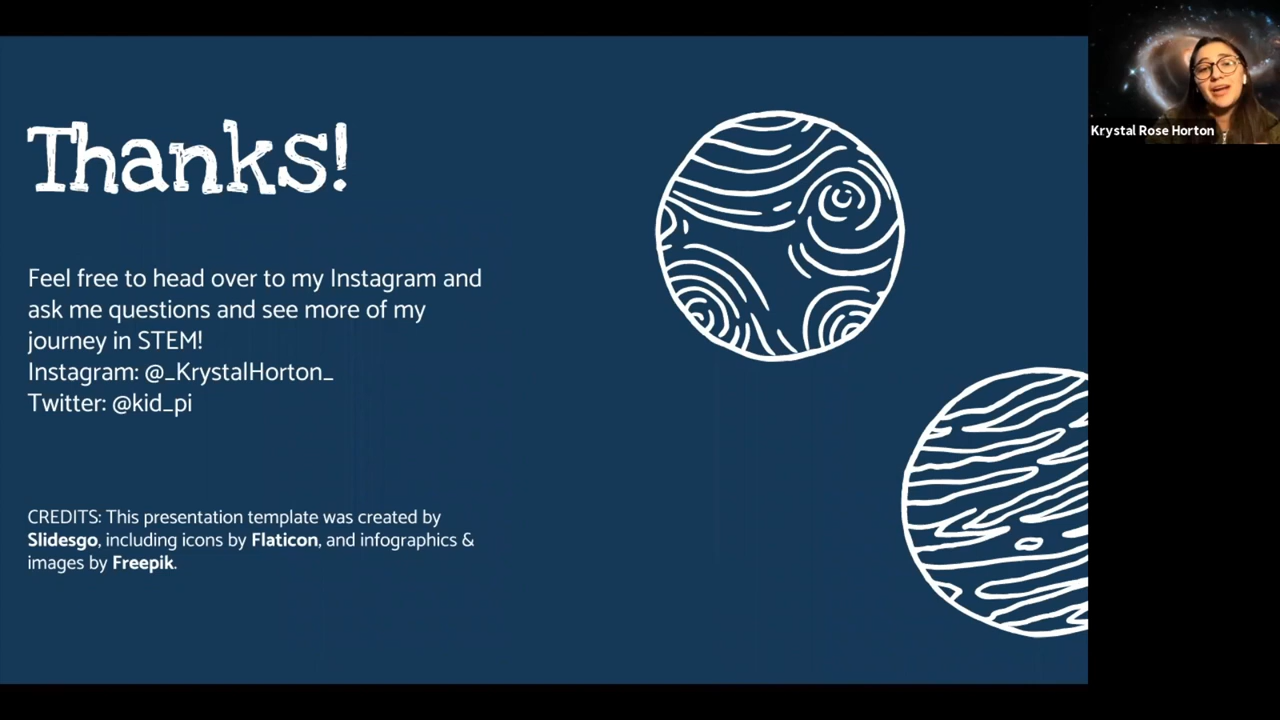 Thanks!
Feel free to head over to my Instagram and
ask me questions and see more of my
journey in STEM!
Instagram: @_KrystalHorton_
Twitter: @kid_pi
CREDITS: This presentation template was created by
Slidesgo, including icons by Flaticon, and infographics &
images by Freepik.
Krystal Rose Horton